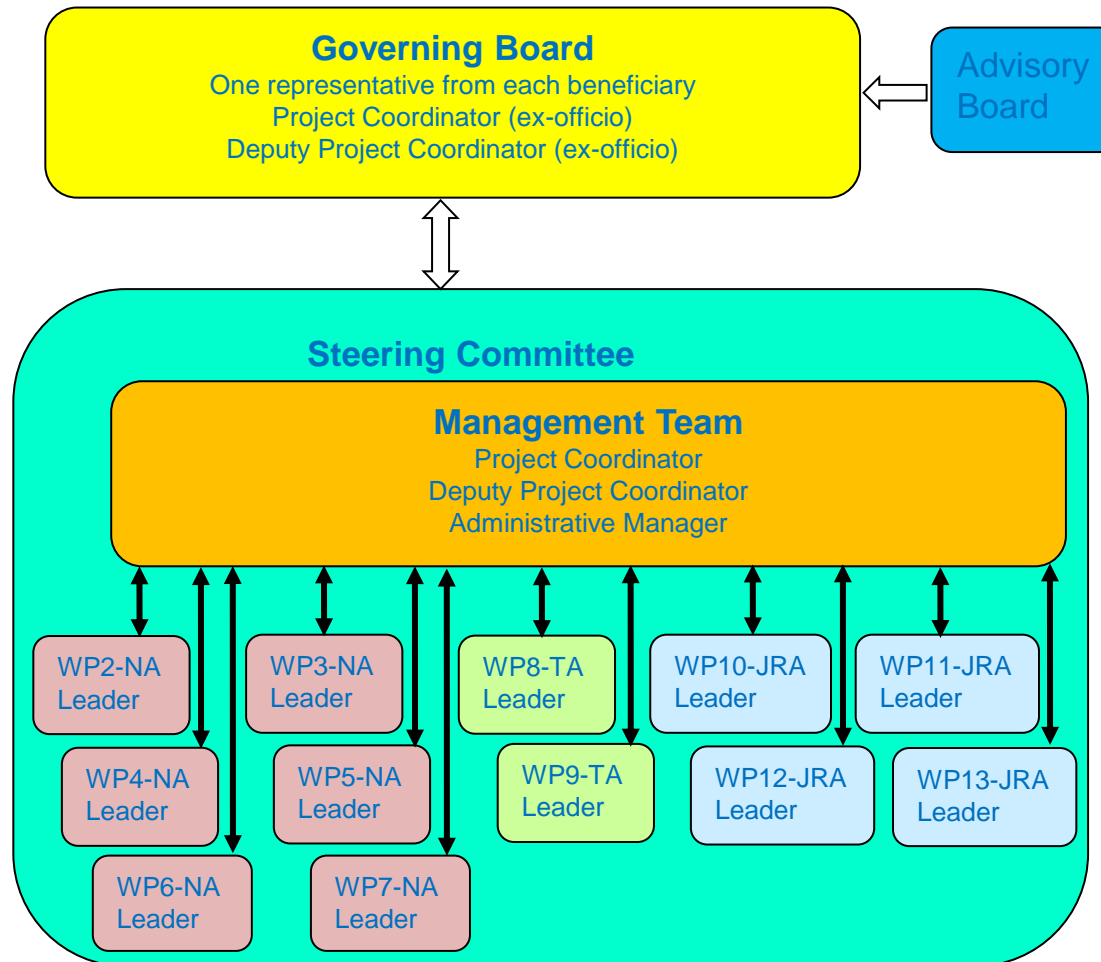 Governing Board
One representative from each beneficiary
Project Coordinator (ex-officio)
Deputy Project Coordinator (ex-officio)
Advisory
Board
Steering Committee
Management Team
Project Coordinator
Deputy Project Coordinator
Administrative Manager
WP2-NA
Leader
WP3-NA
Leader
WP8-TA
Leader
WP10-JRA
Leader
WP11-JRA
Leader
WP4-NA
Leader
WP5-NA
Leader
WP9-TA
Leader
WP12-JRA
Leader
WP13-JRA
Leader
WP6-NA
Leader
WP7-NA
Leader